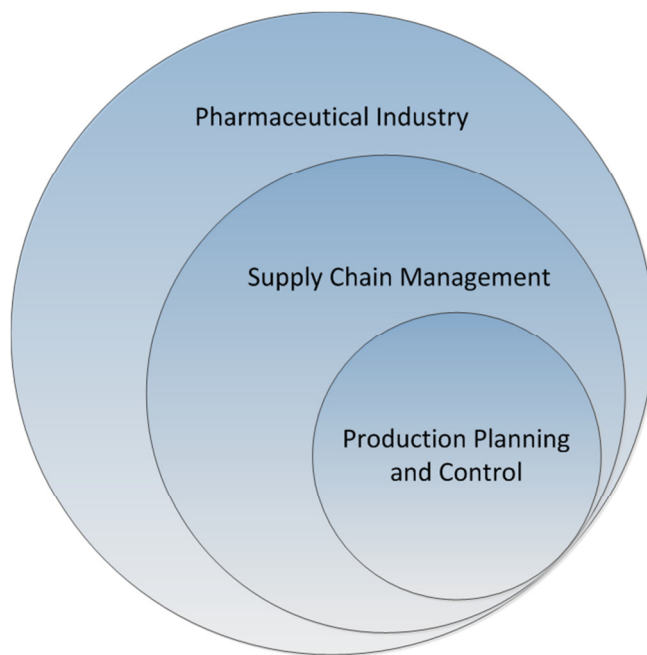 Pharmaceutical Industry
Supply Chain Management
Production Planning
and Control